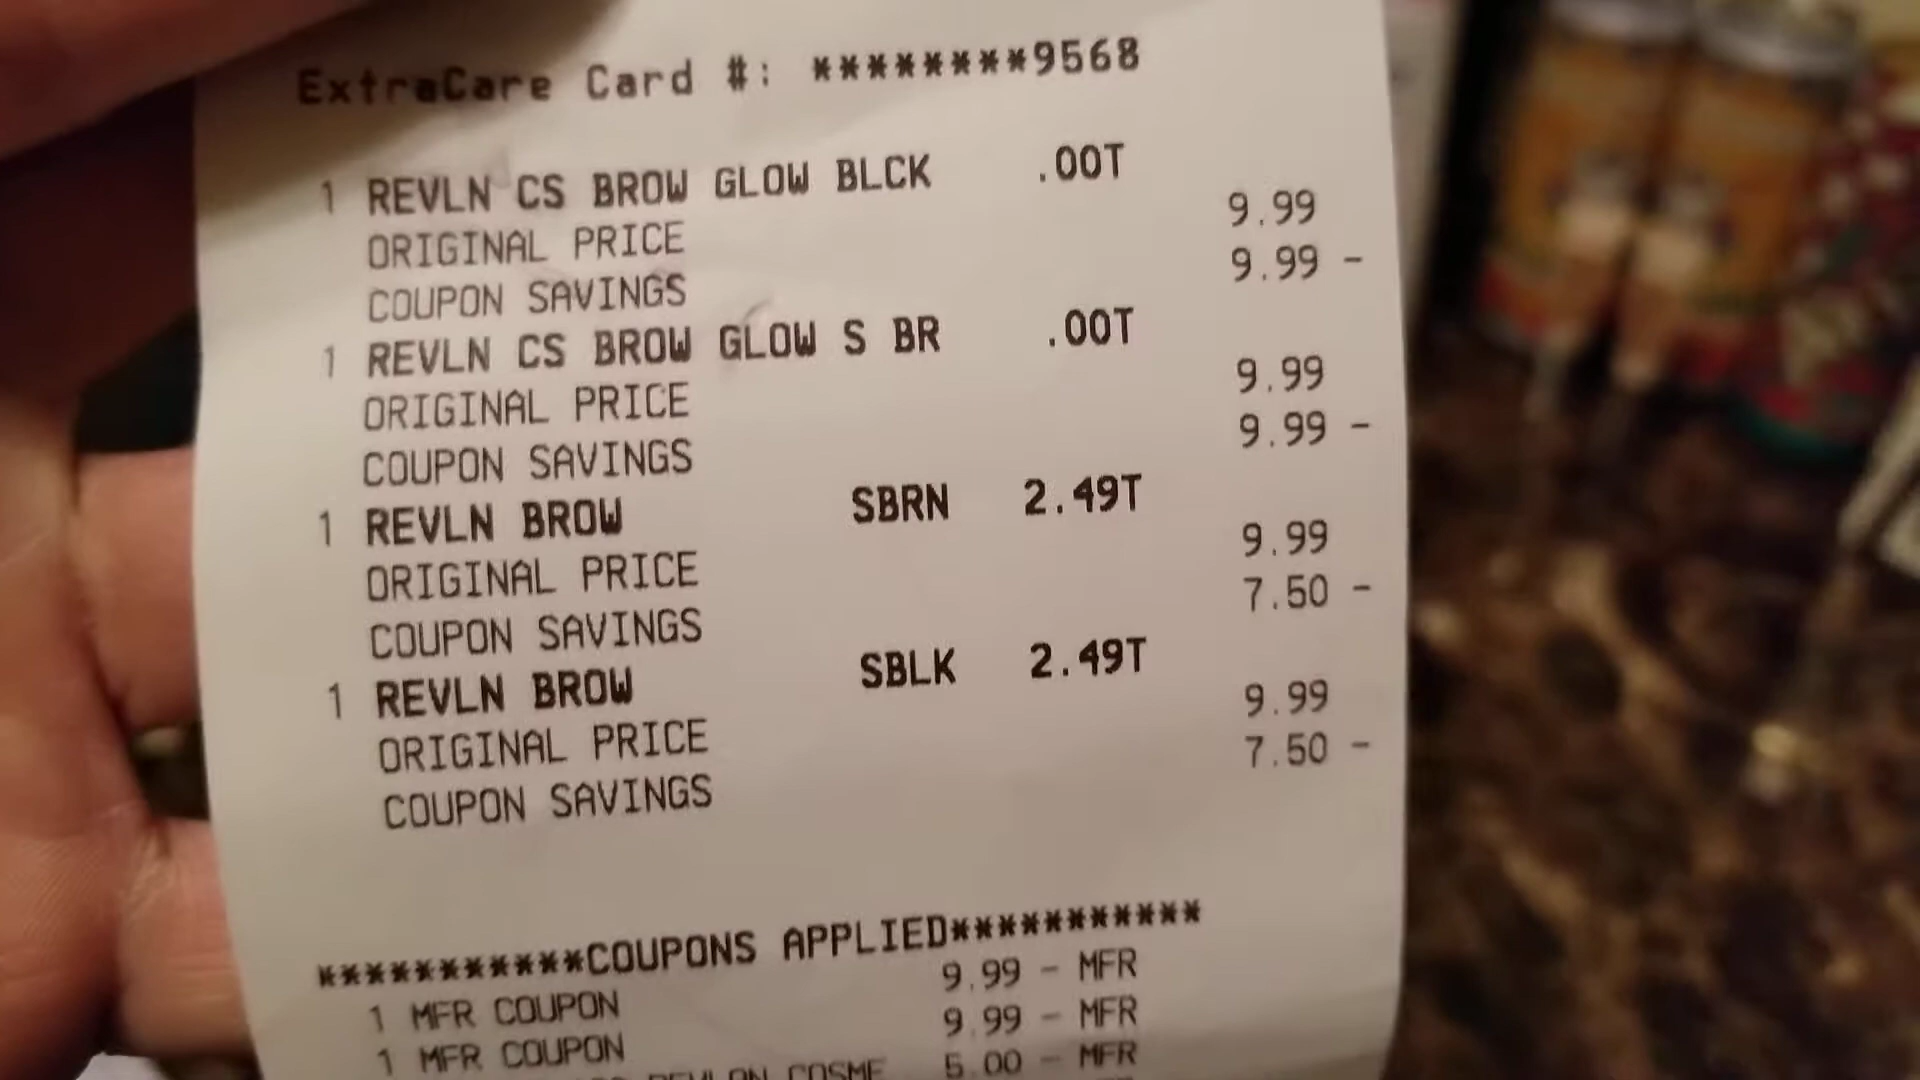 ExtraCare Card #: ********9568
1 REVLN CS BROW GLOW BLCK .00T
ORIGINAL PRICE 9.99
COUPON SAVINGS 9.99 -
1 REVLN CS BROW GLOW S BR .00T
ORIGINAL PRICE 9.99
COUPON SAVINGS 9.99 -
1 REVLN BROW SBRN 2.49T
ORIGINAL PRICE 9.99
COUPON SAVINGS 7.50 -
1 REVLN BROW SBLK 2.49T
ORIGINAL PRICE 9.99
COUPON SAVINGS 7.50 -
***********COUPONS APPLIED***********
1 MFR COUPON 9.99 - MFR
1 MFR COUPON 9.99 - MFR
REVLON COSME 5.00 - MFR